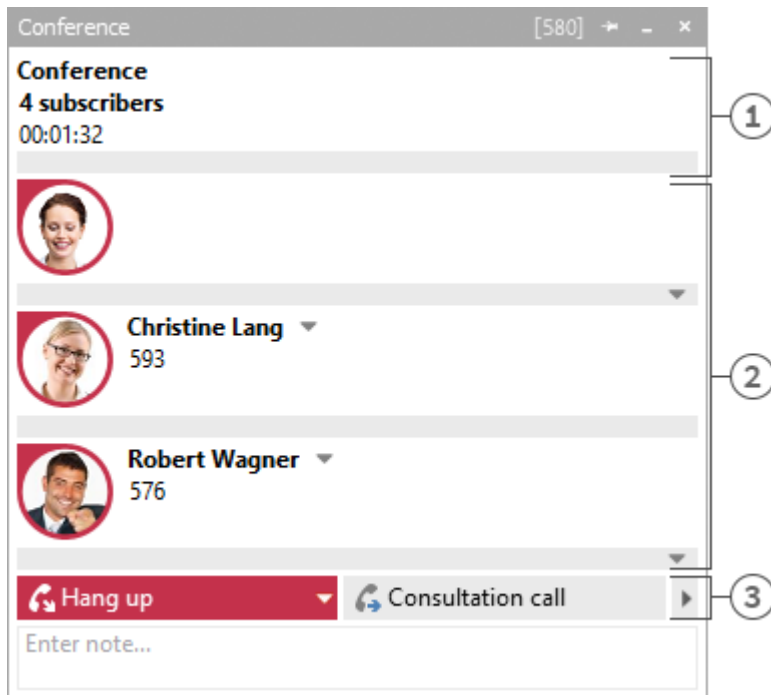 Conference [580]
Conference
4 subscribers
00:01:32
1
Christine Lang
593
2
Robert Wagner
576
Hang up Consultation call
3
Enter note...